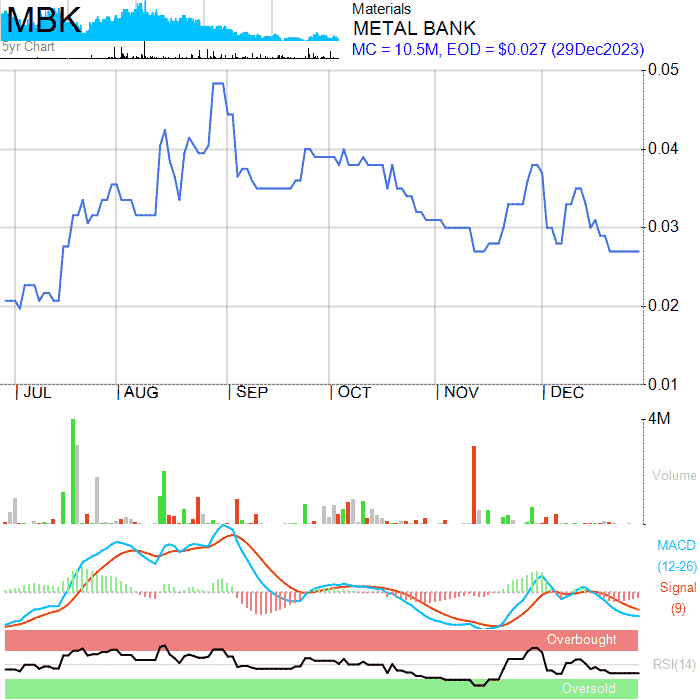 MBK
5yr Chart
Materials
METAL BANK
MC = 10.5M, EOD = $0.027 (29Dec2023)
0.05
0.04
0.03
0.02
0.01
JUL
AUG
SEP
OCT
NOV
DEC
4M
Volume
MACD
(12-26)
Signal
(9)
Overbought
RSI(14)
Oversold